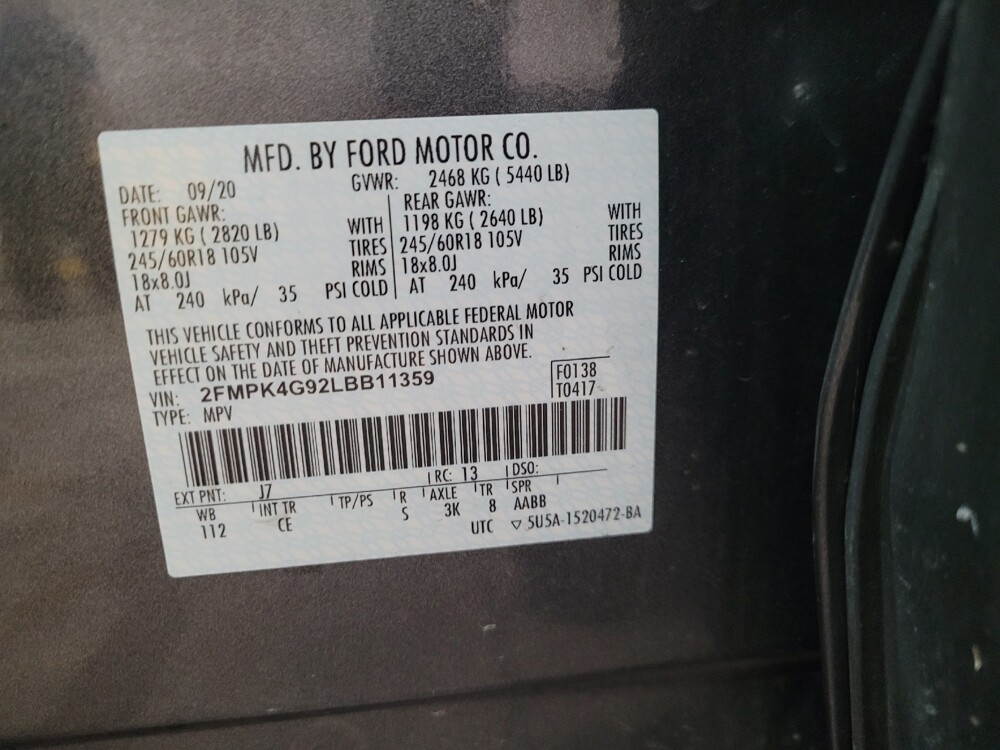 MFD. BY FORD MOTOR CO.
DATE: 09/20 GVWR: 2468 KG ( 5440 LB)
FRONT GAWR: REAR GAWR:
1279 KG ( 2820 LB) WITH 1198 KG ( 2640 LB) WITH
245/60R18 105V TIRES 245/60R18 105V TIRES
18x8.0J RIMS 18x8.0J RIMS
AT 240 kPa/ 35 PSI COLD AT 240 kPa/ 35 PSI COLD
THIS VEHICLE CONFORMS TO ALL APPLICABLE FEDERAL MOTOR
VEHICLE SAFETY AND THEFT PREVENTION STANDARDS IN
EFFECT ON THE DATE OF MANUFACTURE SHOWN ABOVE.
VIN: 2FMPK4G92LBB11359 F0138
TYPE: MPV T0417
EXT PNT: J7 RC: 13 DSO:
WB INT TR TP/PS R AXLE TR SPR
112 CE S 3K 8 AABB
UTC ▽ 5U5A-1520472-BA